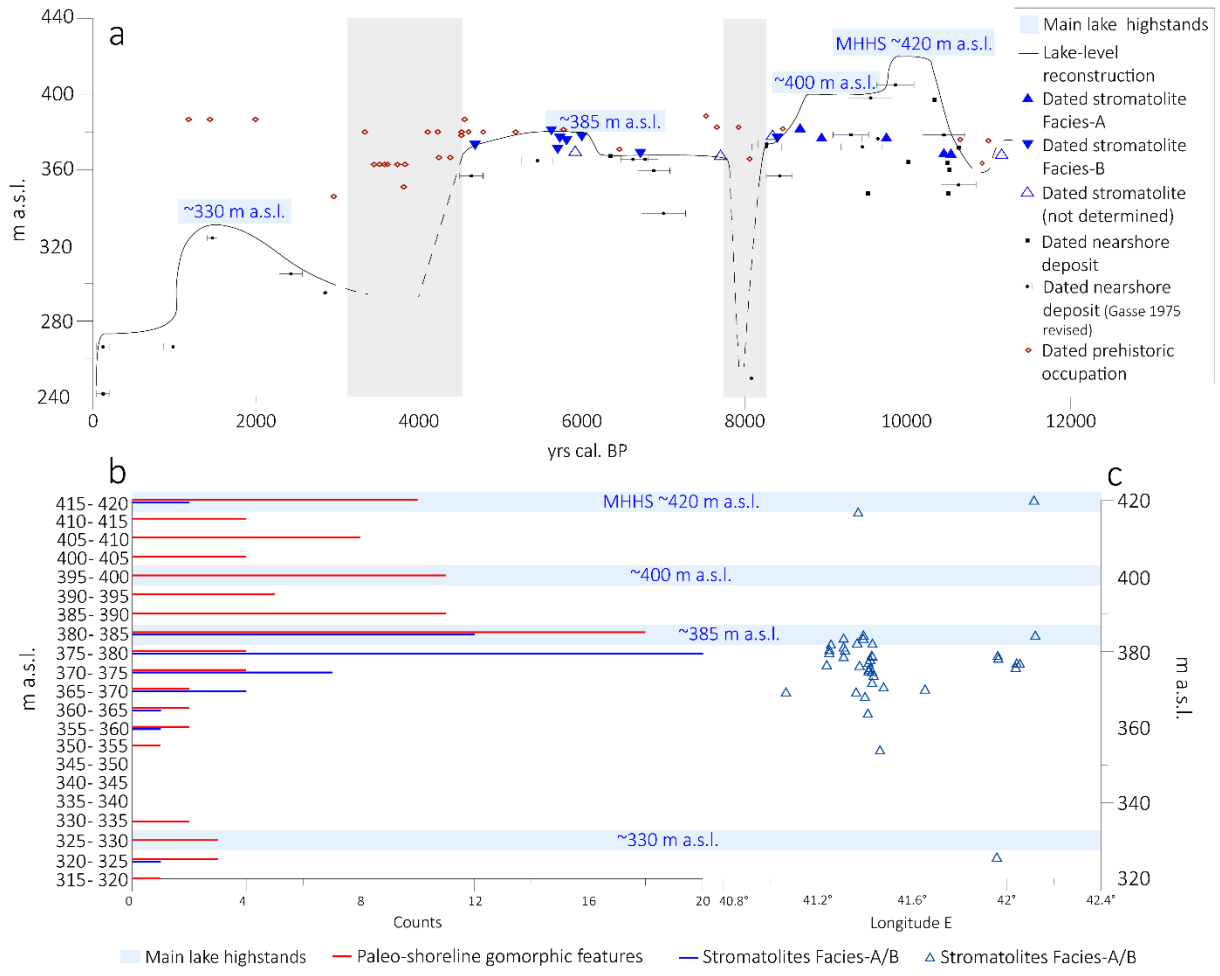 a
440
400
360
320
280
240
m a.s.l.
0
2000
4000
6000
8000
10000
12000
yrs cal. BP
~330 m a.s.l.
~385 m a.s.l.
~400 m a.s.l.
MHHS ~420 m a.s.l.
Main lake highstands
Lake-level
reconstruction
Dated stromatolite
Facies-A
Dated stromatolite
Facies-B
Dated stromatolite
(not determined)
Dated nearshore
deposit
Dated nearshore
deposit (Gasse 1975
revised)
Dated prehistoric
occupation
b
c
m a.s.l.
415- 420
410- 415
405- 410
400- 405
395- 400
390- 395
385- 390
380- 385
375- 380
370- 375
365- 370
360- 365
355- 360
350- 355
345- 350
340- 345
335- 340
330- 335
325- 330
320- 325
315- 320
MHHS ~420 m a.s.l.
~400 m a.s.l.
~385 m a.s.l.
~330 m a.s.l.
420
400
380
360
340
320
m a.s.l.
0
4
8
12
16
20
Counts
40.8°
41.2°
41.6°
42°
42.4°
Longitude E
Main lake highstands
Paleo-shoreline gomorphic features
Stromatolites Facies-A/B
Stromatolites Facies-A/B